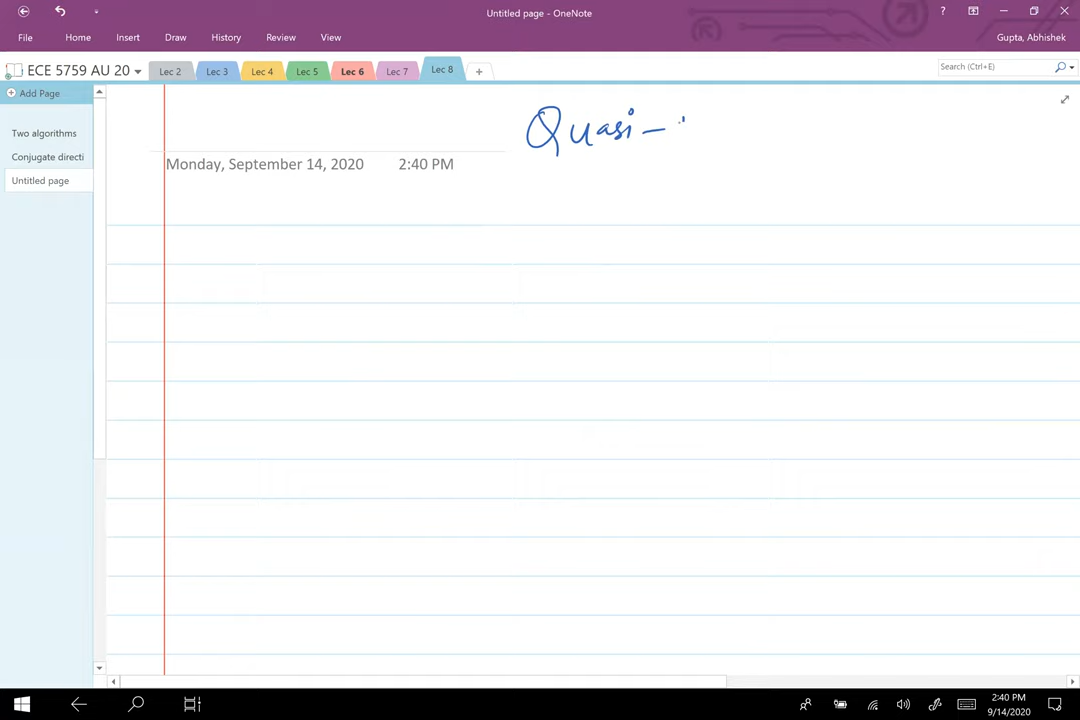 Untitled page - OneNote
File Home Insert Draw History Review View
Gupta, Abhishek
ECE 5759 AU 20
Lec 2 Lec 3 Lec 4 Lec 5 Lec 6 Lec 7 Lec 8 +
Search (Ctrl+E)
Add Page
Two algorithms
Conjugate directi
Untitled page
Quasi -
Monday, September 14, 2020 2:40 PM
2:40 PM
9/14/2020